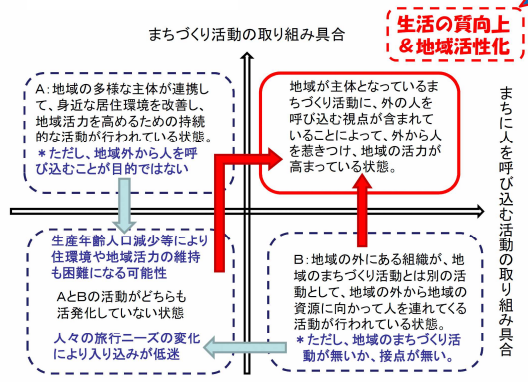 生活の質向上
＆地域活性化
まちづくり活動の取り組み具合
A：地域の多様な主体が連携し
て、身近な居住環境を改善し、
地域活力を高めるための持続
的な活動が行われている状態。
＊ただし、地域外から人を呼
び込むことが目的ではない
地域が主体となっているま
ちづくり活動に、外の人を
呼び込む視点が含まれて
いることによって、外から人
を惹きつけ、地域の活力が
高まっている状態。
まちに人を呼び込む活動の取り組み具合
生産年齢人口減少等により
住環境や地域活力の維持
も困難になる可能性
AとBの活動がどちらも
活発化していない状態
人々の旅行ニーズの変化
により入り込みが低迷
B：地域の外にある組織が、地
域のまちづくり活動とは別の活
動として、地域の外から地域の
資源に向かって人を連れてくる
活動が行われている状態。
＊ただし、地域のまちづくり活
動が無いか、接点が無い。